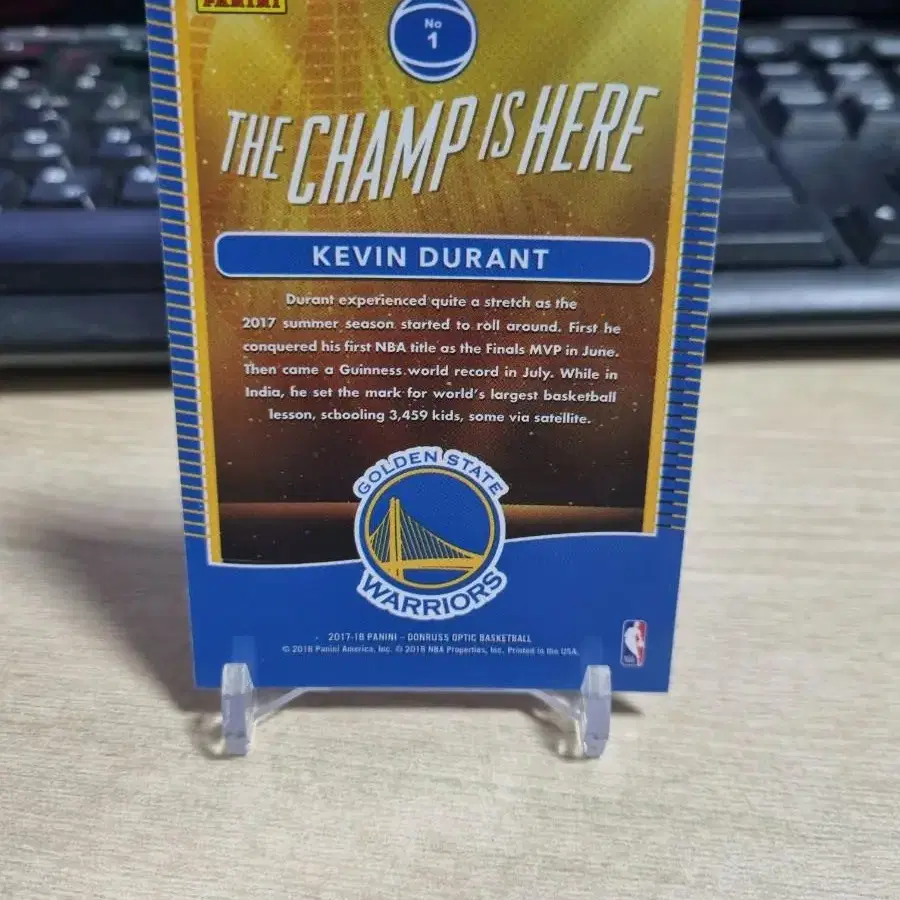 PANINI
No
1
THE CHAMP IS HERE
KEVIN DURANT
Durant experienced quite a stretch as the
2017 summer season started to roll around. First he
conquered his first NBA title as the Finals MVP in June.
Then came a Guinness world record in July. While in
India, he set the mark for world's largest basketball
lesson, schooling 3,459 kids, some via satellite.
GOLDEN STATE
WARRIORS
2017-18 PANINI - DONRUSS OPTIC BASKETBALL
© 2018 Panini America, Inc. © 2018 NBA Properties, Inc. Printed in the USA.